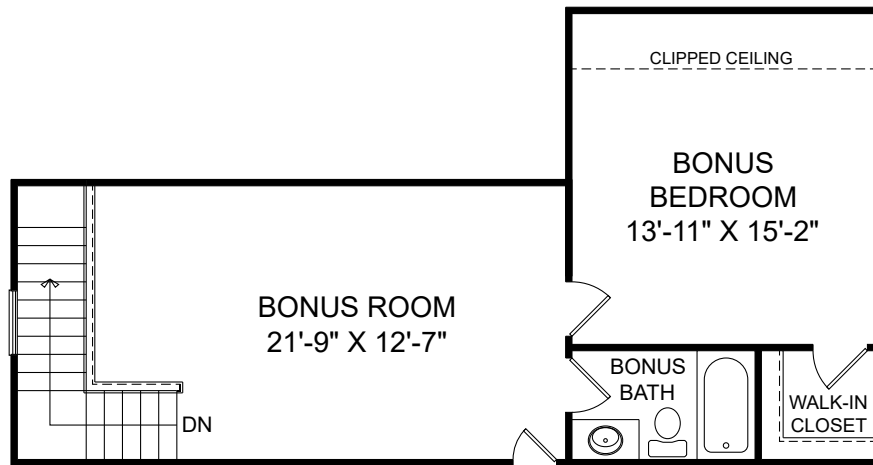 CLIPPED CEILING
BONUS
BEDROOM
13'-11" X 15'-2"
BONUS ROOM
21'-9" X 12'-7"
BONUS
BATH
WALK-IN
CLOSET
DN